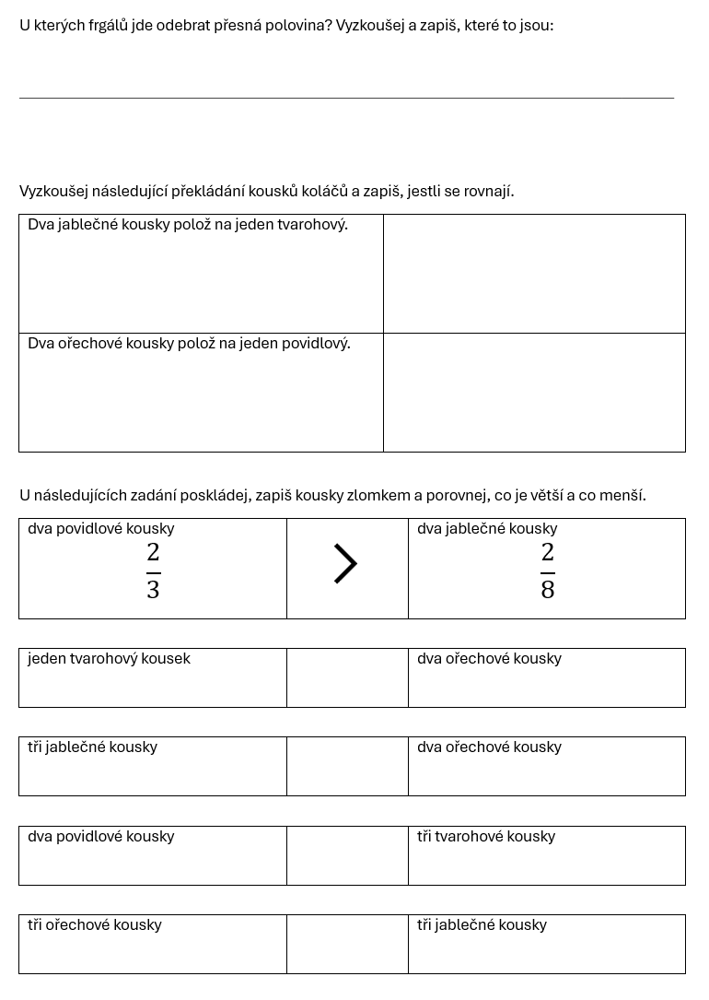 U kterých frgálů jde odebrat přesná polovina? Vyzkoušej a zapiš, které to jsou:
Vyzkoušej následující překládání kousků koláčů a zapiš, jestli se rovnají.
Dva jablečné kousky polož na jeden tvarohový.
Dva ořechové kousky polož na jeden povidlový.
U následujících zadání poskládej, zapiš kousky zlomkem a porovnej, co je větší a co menší.
dva povidlové kousky
2
3
>
dva jablečné kousky
2
8
jeden tvarohový kousek
dva ořechové kousky
tři jablečné kousky
dva ořechové kousky
dva povidlové kousky
tři tvarohové kousky
tři ořechové kousky
tři jablečné kousky